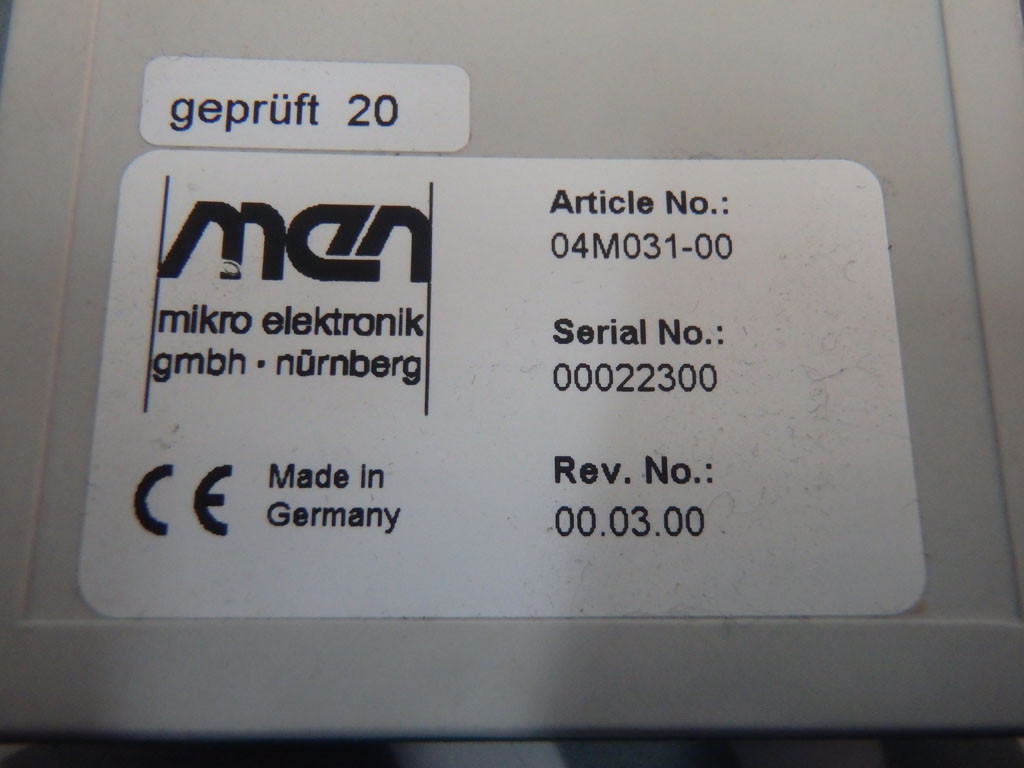 geprüft 20
men
mikro elektronik
gmbh · nürnberg
CE Made in
Germany
Article No.:
04M031-00
Serial No.:
00022300
Rev. No.:
00.03.00